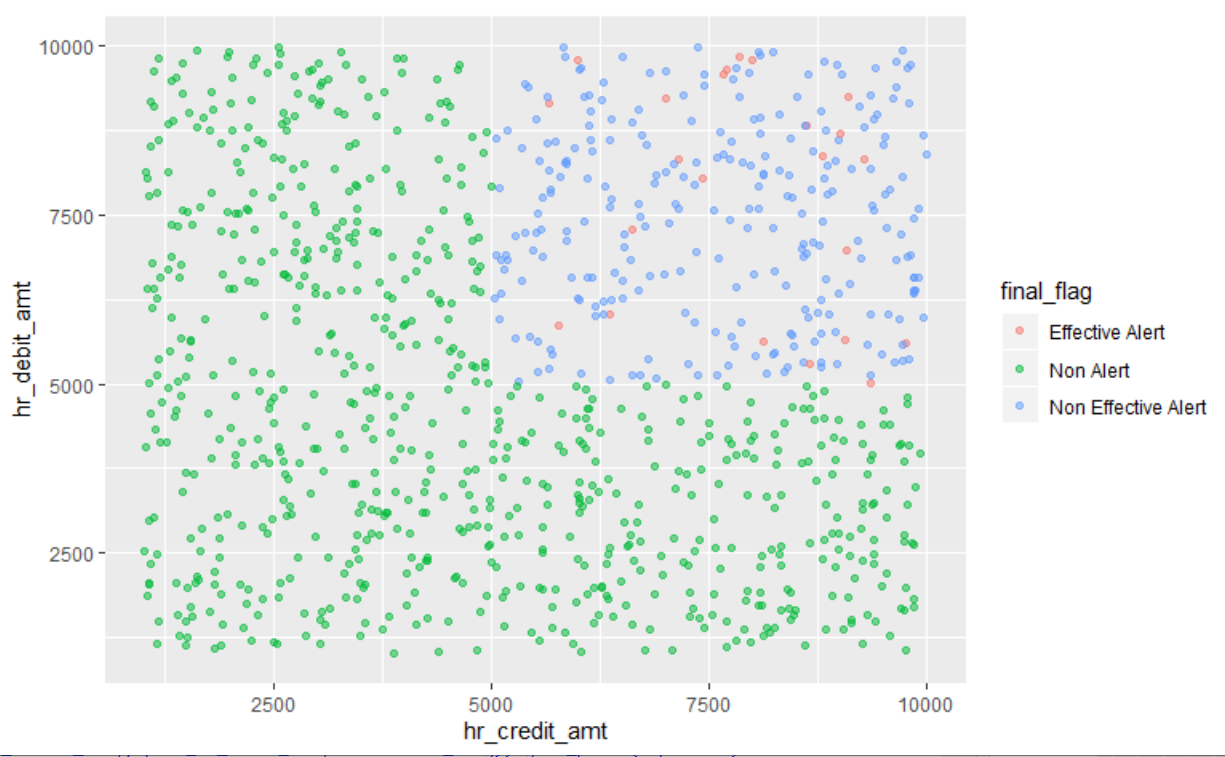 10000
7500
5000
2500
hr_debit_amt
2500 5000 7500 10000
hr_credit_amt
final_flag
Effective Alert
Non Alert
Non Effective Alert